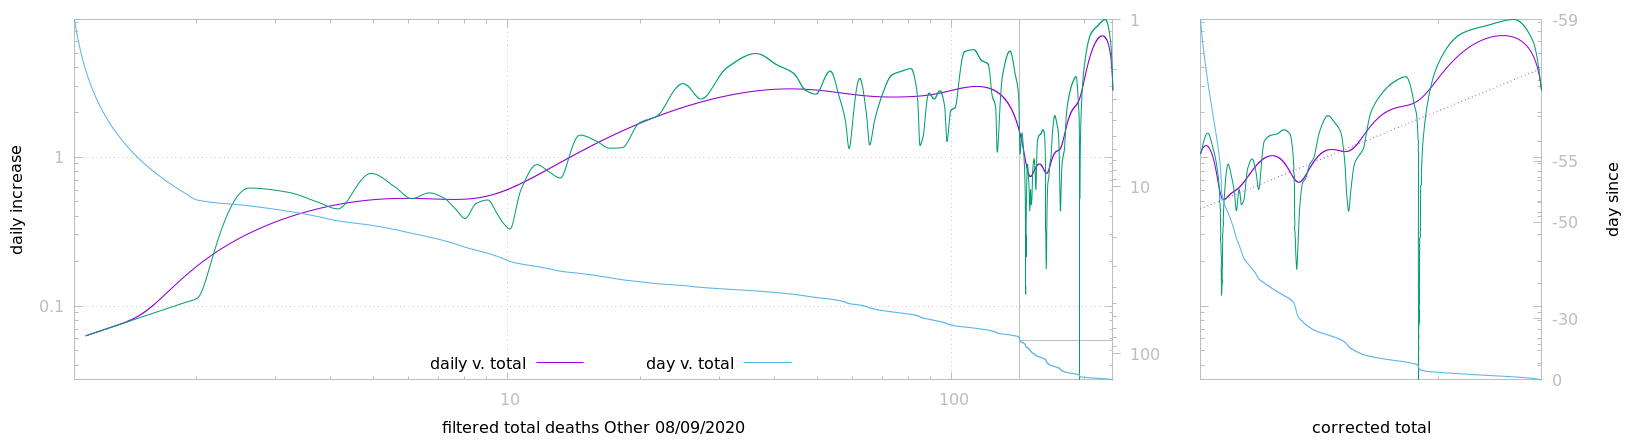 daily increase
1
0.1
daily v. total
day v. total
10
100
1
10
100
filtered total deaths Other 08/09/2020
-59
-55
-50
-30
0
day since
corrected total